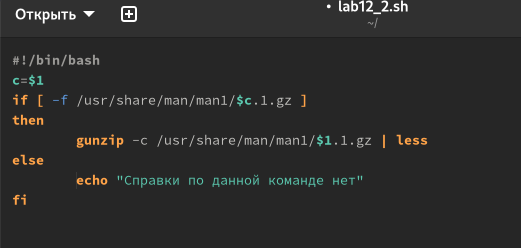 Открыть
• lab12_2.sh
~/
#!/bin/bash
c=$1
if [ -f /usr/share/man/man1/$c.1.gz ]
then
gunzip -c /usr/share/man/man1/$1.1.gz | less
else
echo "Справки по данной команде нет"
fi